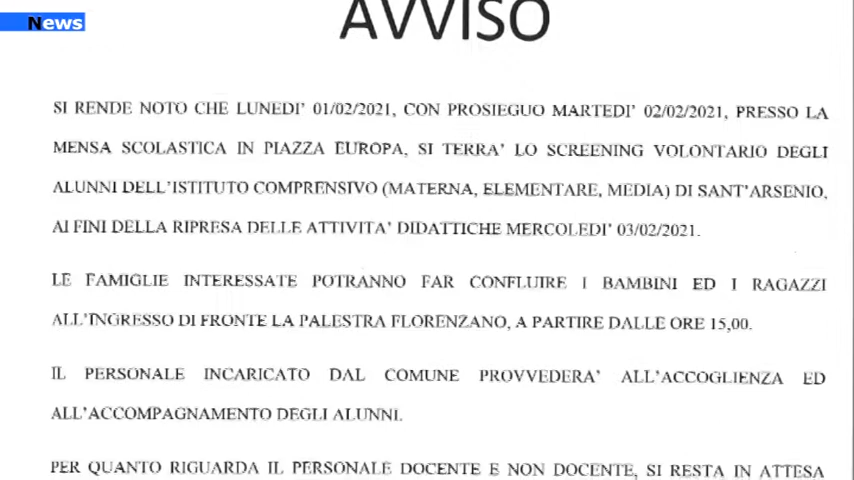 News
AVVISO
SI RENDE NOTO CHE LUNEDI' 01/02/2021, CON PROSIEGUO MARTEDI' 02/02/2021, PRESSO LA
MENSA SCOLASTICA IN PIAZZA EUROPA, SI TERRA' LO SCREENING VOLONTARIO DEGLI
ALUNNI DELL'ISTITUTO COMPRENSIVO (MATERNA, ELEMENTARE, MEDIA) DI SANT'ARSENIO,
AI FINI DELLA RIPRESA DELLE ATTIVITA' DIDATTICHE MERCOLEDI' 03/02/2021.
LE FAMIGLIE INTERESSATE POTRANNO FAR CONFLUIRE I BAMBINI ED I RAGAZZI
ALL'INGRESSO DI FRONTE LA PALESTRA FLORENZANO, A PARTIRE DALLE ORE 15,00.
IL PERSONALE INCARICATO DAL COMUNE PROVVEDERA' ALL'ACCOGLIENZA ED
ALL'ACCOMPAGNAMENTO DEGLI ALUNNI.
PER QUANTO RIGUARDA IL PERSONALE DOCENTE E NON DOCENTE, SI RESTA IN ATTESA